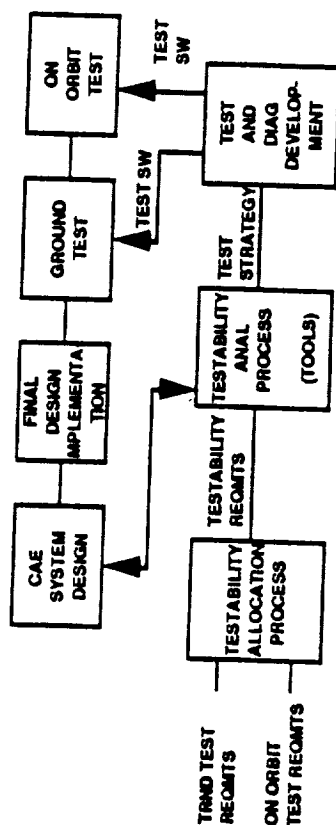 CAE
SYSTEM
DESIGN
FINAL
DESIGN
IMPLEMENTA
TION
GROUND
TEST
ON
ORBIT
TEST
TEST SW
TEST
SW
TRND TEST
REQMTS
ON ORBIT
TEST REQMTS
TESTABILITY
ALLOCATION
PROCESS
TESTABILITY
REQMTS
TESTABILITY
ANAL
PROCESS
(TOOLS)
TEST
STRATEGY
TEST
AND
DIAG
DEVELOP-
MENT